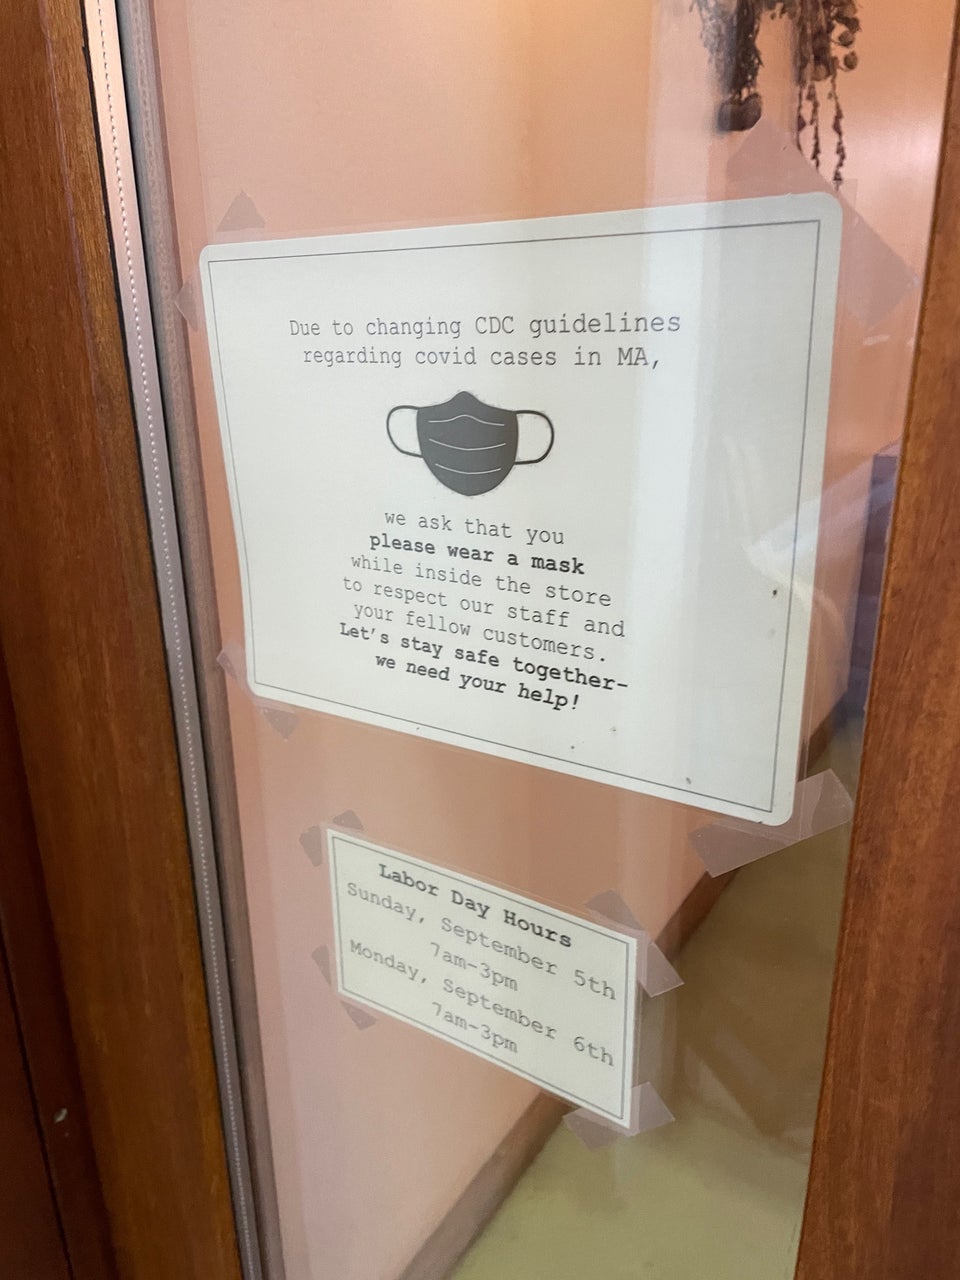 Due to changing CDC guidelines
regarding covid cases in MA,
we ask that you
please wear a mask
while inside the store
to respect our staff and
your fellow customers.
Let's stay safe together-
we need your help!
Labor Day Hours
Sunday, September 5th
7am-3pm
Monday, September 6th
7am-3pm